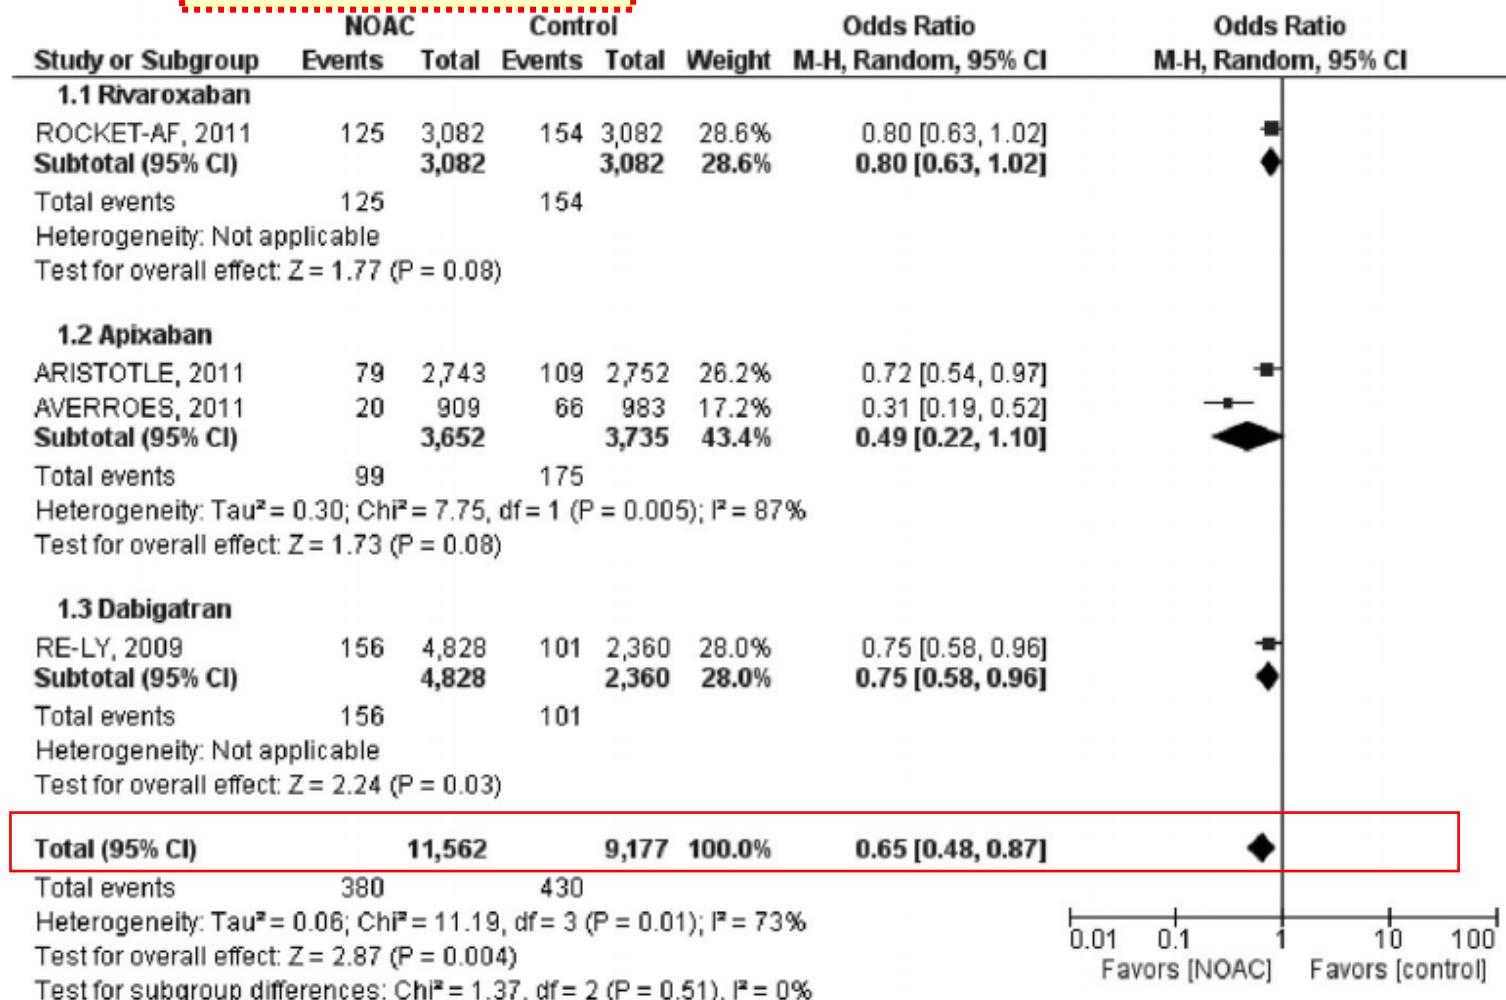 NOAC Control Odds Ratio Odds Ratio
Study or Subgroup Events Total Events Total Weight M-H, Random, 95% CI M-H, Random, 95% CI
1.1 Rivaroxaban
ROCKET-AF, 2011 125 3,082 154 3,082 28.6% 0.80 [0.63, 1.02]
Subtotal (95% CI) 3,082 3,082 28.6% 0.80 [0.63, 1.02]
Total events 125 154
Heterogeneity: Not applicable
Test for overall effect: Z = 1.77 (P = 0.08)
1.2 Apixaban
ARISTOTLE, 2011 79 2,743 109 2,752 26.2% 0.72 [0.54, 0.97]
AVERROES, 2011 20 909 66 983 17.2% 0.31 [0.19, 0.52]
Subtotal (95% CI) 3,652 3,735 43.4% 0.49 [0.22, 1.10]
Total events 99 175
Heterogeneity: Tau² = 0.30; Chi² = 7.75, df = 1 (P = 0.005); I² = 87%
Test for overall effect: Z = 1.73 (P = 0.08)
1.3 Dabigatran
RE-LY, 2009 156 4,828 101 2,360 28.0% 0.75 [0.58, 0.96]
Subtotal (95% CI) 4,828 2,360 28.0% 0.75 [0.58, 0.96]
Total events 156 101
Heterogeneity: Not applicable
Test for overall effect: Z = 2.24 (P = 0.03)
Total (95% CI) 11,562 9,177 100.0% 0.65 [0.48, 0.87]
Total events 380 430
Heterogeneity: Tau² = 0.06; Chi² = 11.19, df = 3 (P = 0.01); I² = 73%
Test for overall effect: Z = 2.87 (P = 0.004)
Test for subgroup differences: Chi² = 1.37, df = 2 (P = 0.51), I² = 0%
0.01 0.1 1 10 100
Favors [NOAC] Favors [control]